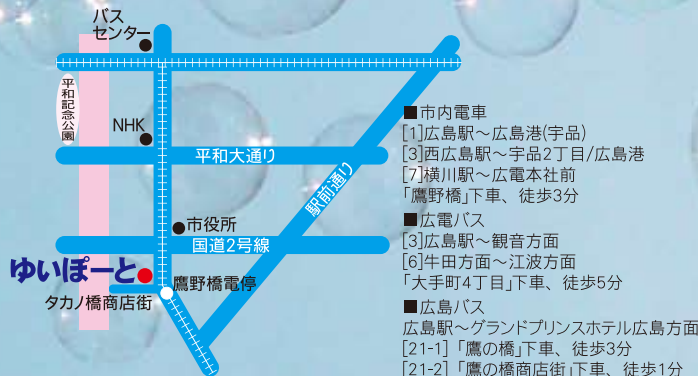 バス
センター
平和記念公園
NHK
平和大通り
駅前通り
市役所
国道2号線
ゆいぽーと
鷹野橋電停
タカノ橋商店街
■市内電車
[1]広島駅～広島港(宇品)
[3]西広島駅～宇品2丁目/広島港
[7]横川駅～広電本社前
「鷹野橋」下車、徒歩3分
■広電バス
[3]広島駅～観音方面
[6]牛田方面～江波方面
「大手町4丁目」下車、徒歩5分
■広島バス
広島駅～グランドプリンスホテル広島方面
[21-1]「鷹の橋」下車、徒歩3分
[21-2]「鷹の橋商店街」下車、徒歩1分